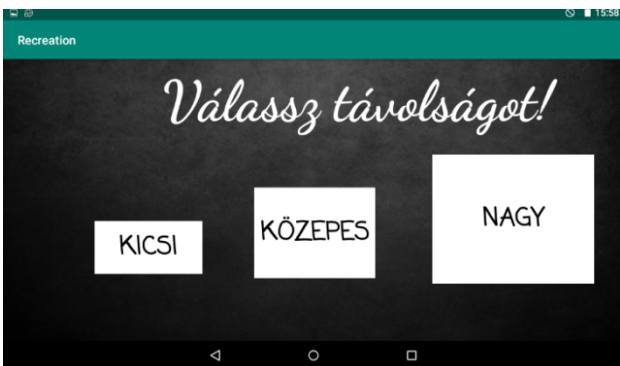 15:58
Recreation
Válassz távolságot!
KICSI
KÖZEPES
NAGY